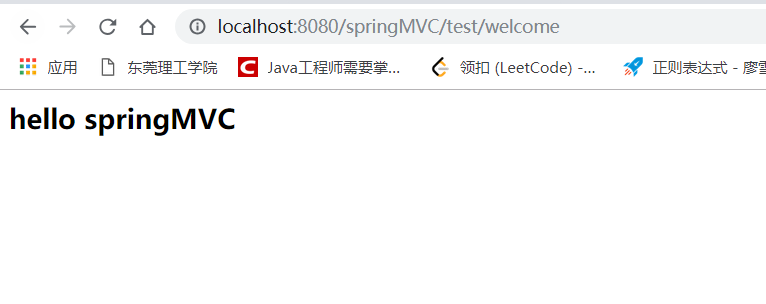 localhost:8080/springMVC/test/welcome
应用 东莞理工学院 C Java工程师需要掌... 领扣 (LeetCode) -... 正则表达式 - 廖雪
hello springMVC